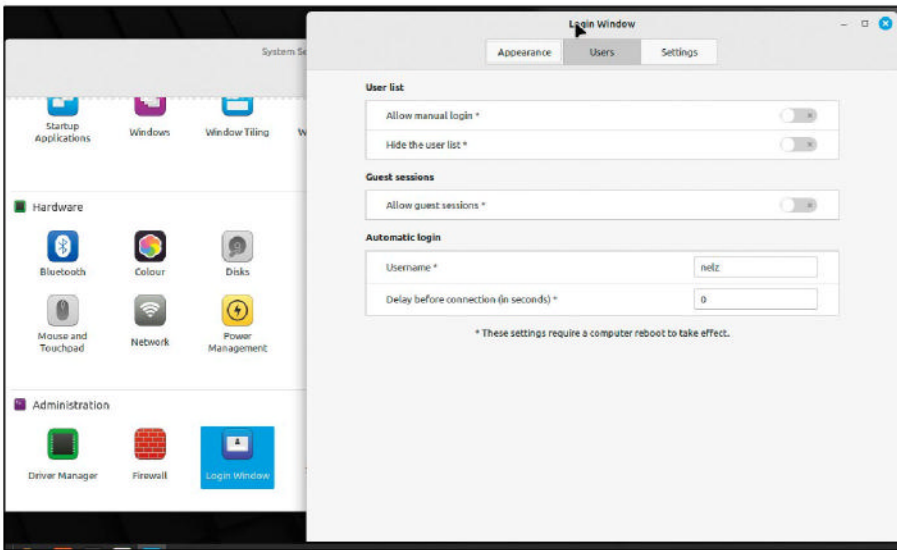 System Se
Startup Applications
Windows
Window Tiling
W
Hardware
Bluetooth
Colour
Disks
Mouse and Touchpad
Network
Power Management
Administration
Driver Manager
Firewall
Login Window
Login Window
Appearance
Users
Settings
User list
Allow manual login *
Hide the user list *
Guest sessions
Allow guest sessions *
Automatic login
Username *
nelz
Delay before connection (in seconds) *
0
* These settings require a computer reboot to take effect.